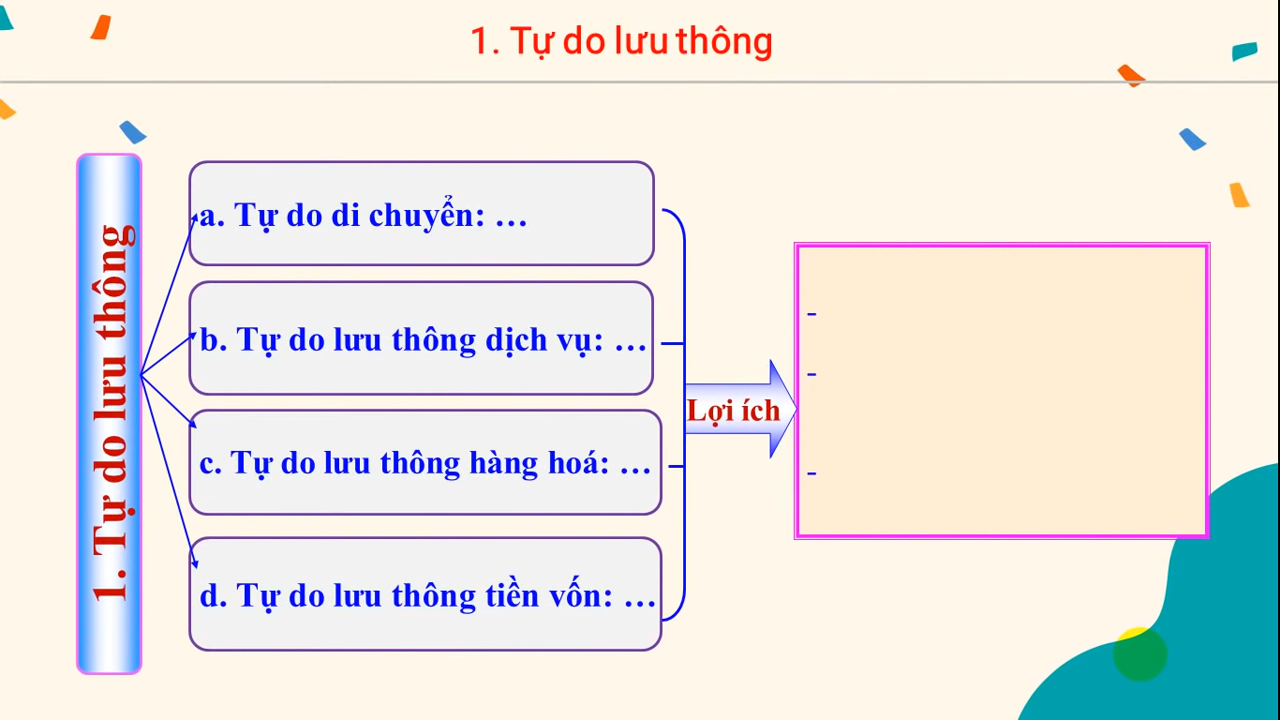 1. Tự do lưu thông
1. Tự do lưu thông
a. Tự do di chuyển: …
b. Tự do lưu thông dịch vụ: …
c. Tự do lưu thông hàng hoá: …
d. Tự do lưu thông tiền vốn: …
Lợi ích
-
-
-